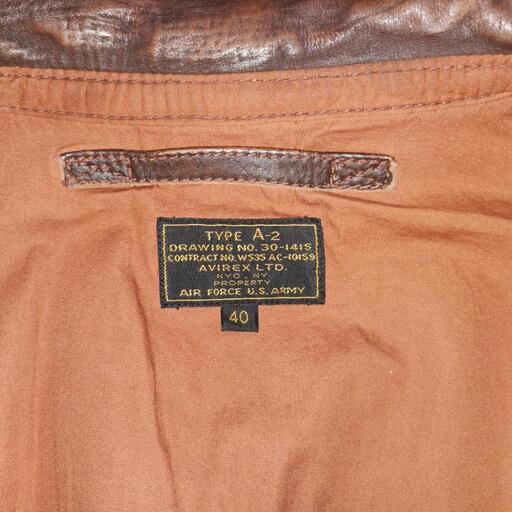 TYPE A-2
DRAWING NO. 30-1415
CONTRACT NO. W535 AC-10159
AVIREX LTD.
NYC, NY
PROPERTY
AIR FORCE U.S. ARMY
40